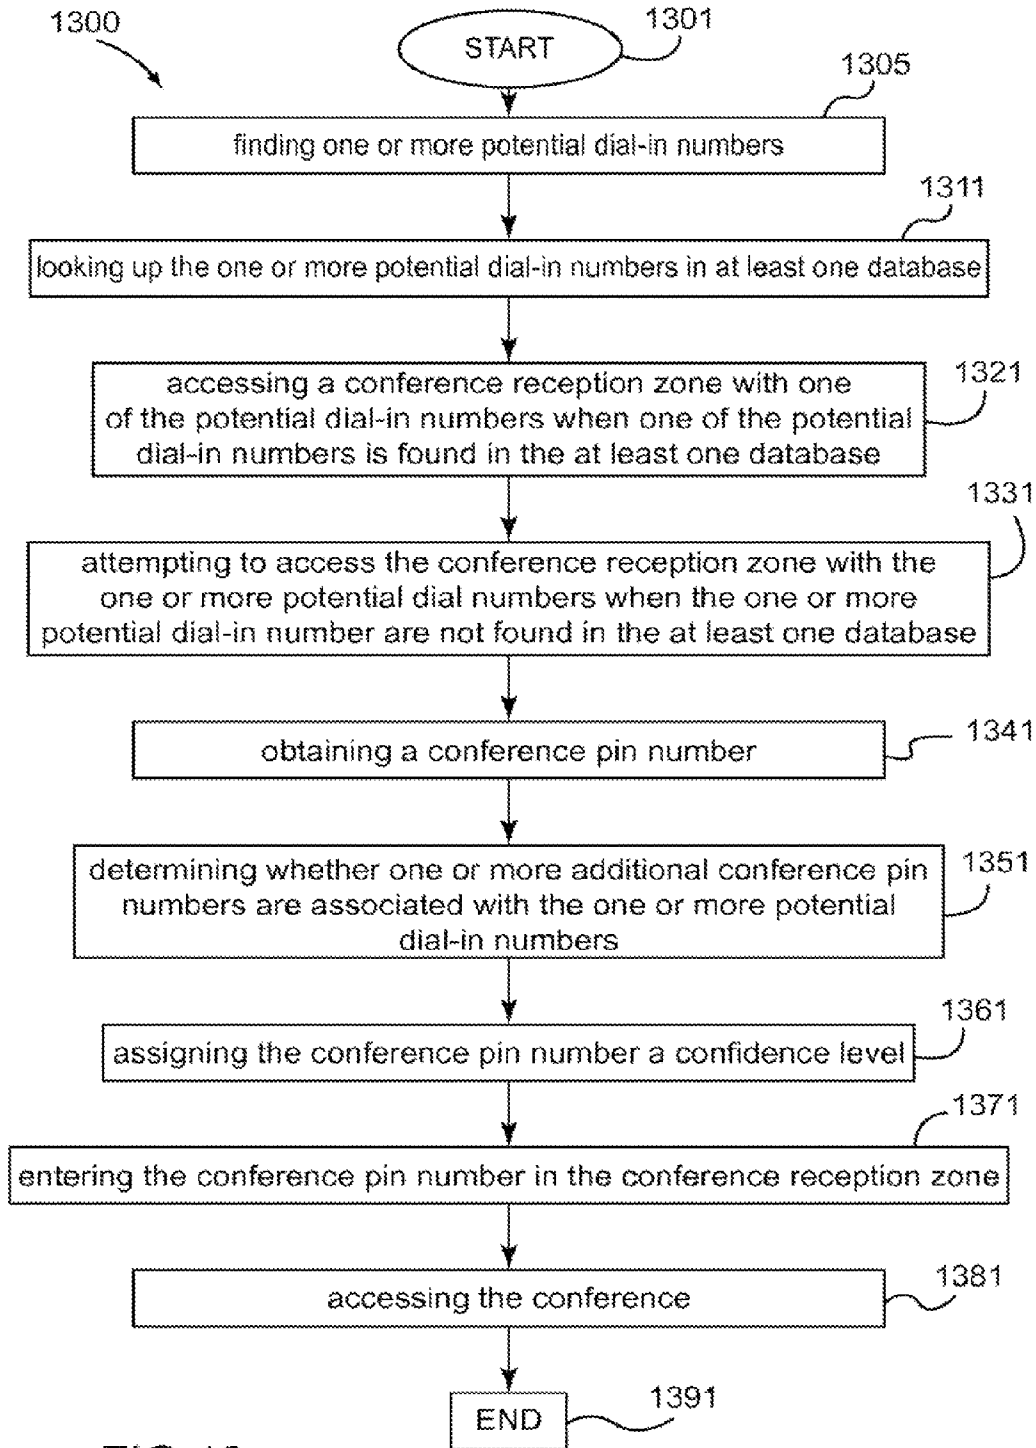 1300
START
1301
1305
finding one or more potential dial-in numbers
1311
looking up the one or more potential dial-in numbers in at least one database
accessing a conference reception zone with one
of the potential dial-in numbers when one of the potential
dial-in numbers is found in the at least one database
1321
1331
attempting to access the conference reception zone with the
one or more potential dial numbers when the one or more
potential dial-in number are not found in the at least one database
obtaining a conference pin number
1341
determining whether one or more additional conference pin
numbers are associated with the one or more potential
dial-in numbers
1351
1361
assigning the conference pin number a confidence level
1371
entering the conference pin number in the conference reception zone
1381
accessing the conference
END
1391